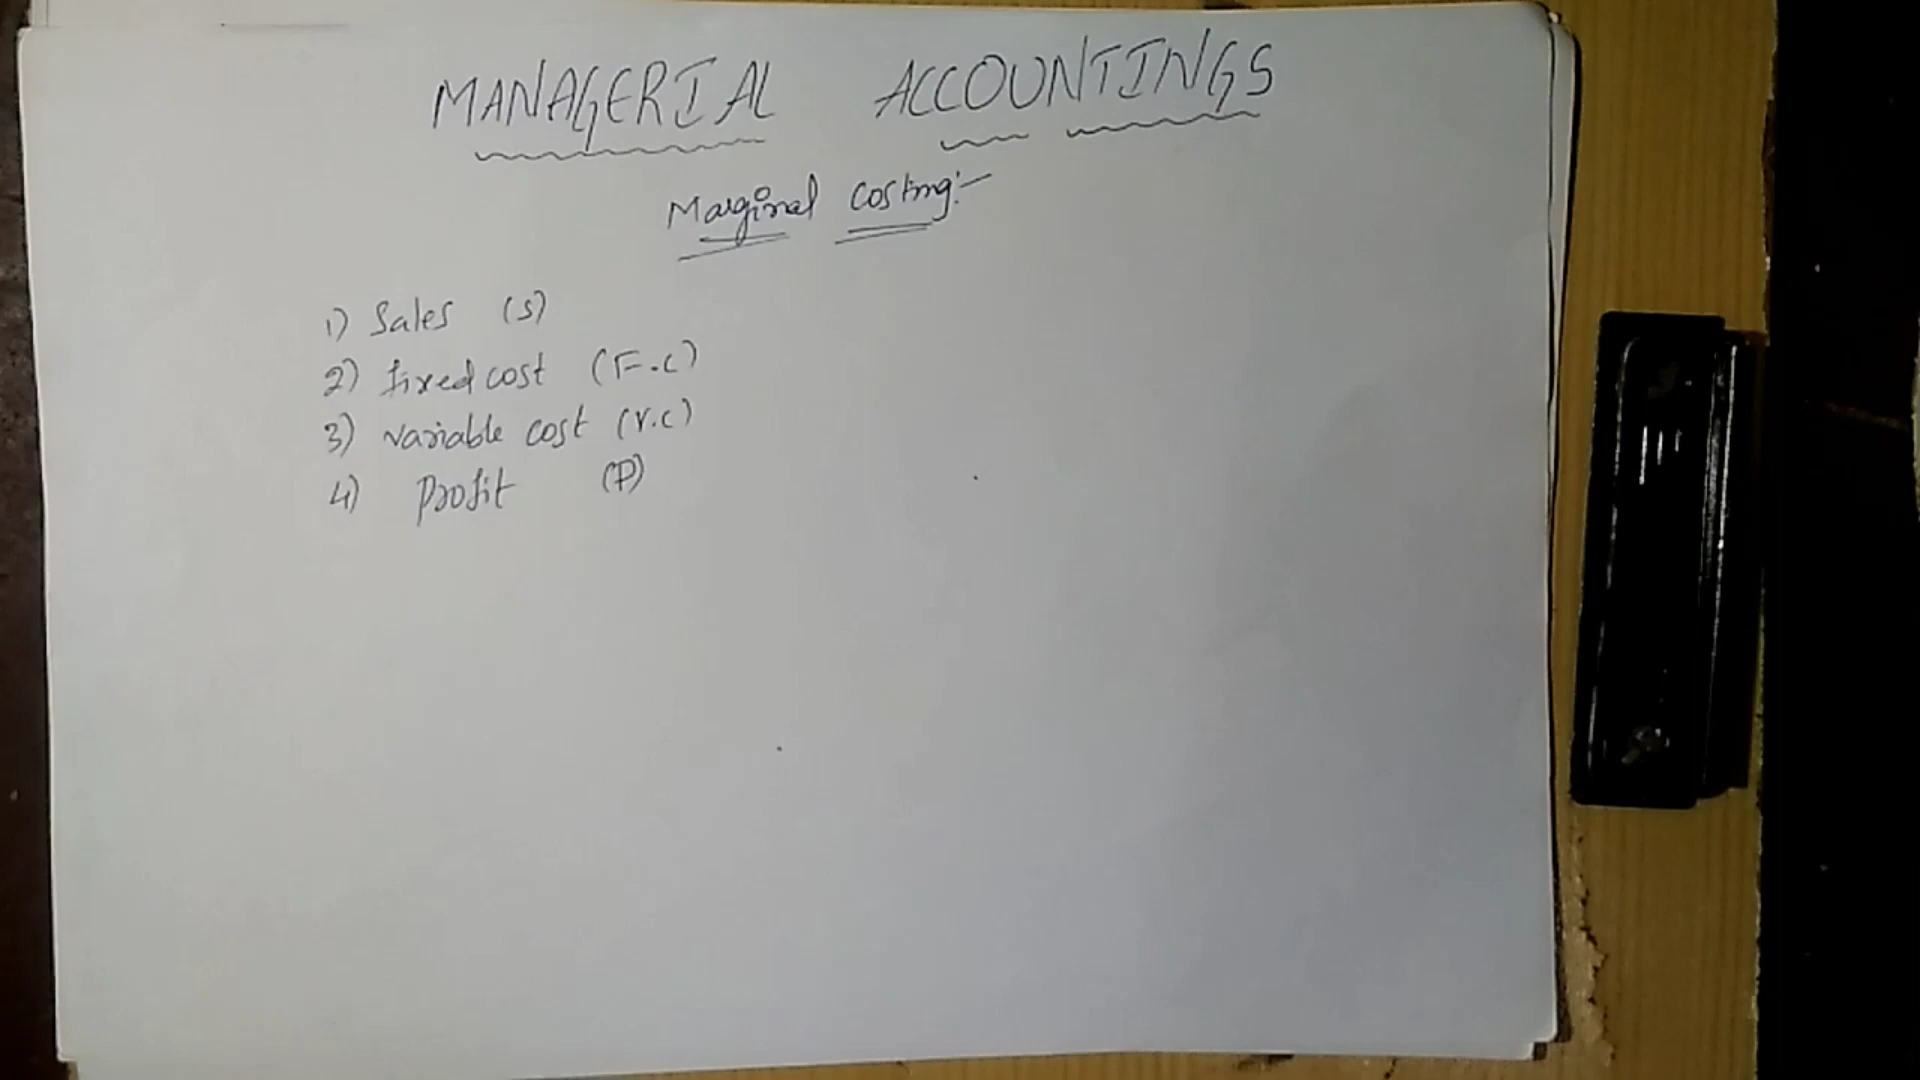 MANAGERIAL ACCOUNTINGS
Marginal Costing:-
1) Sales (S)
2) fixed cost (F.C)
3) variable cost (V.C)
4) Profit (P)